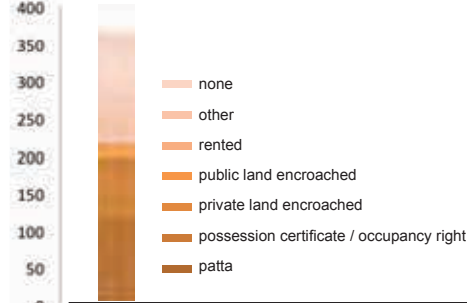 400
350
300
250
200
150
100
50
none
other
rented
public land encroached
private land encroached
possession certificate / occupancy right
patta